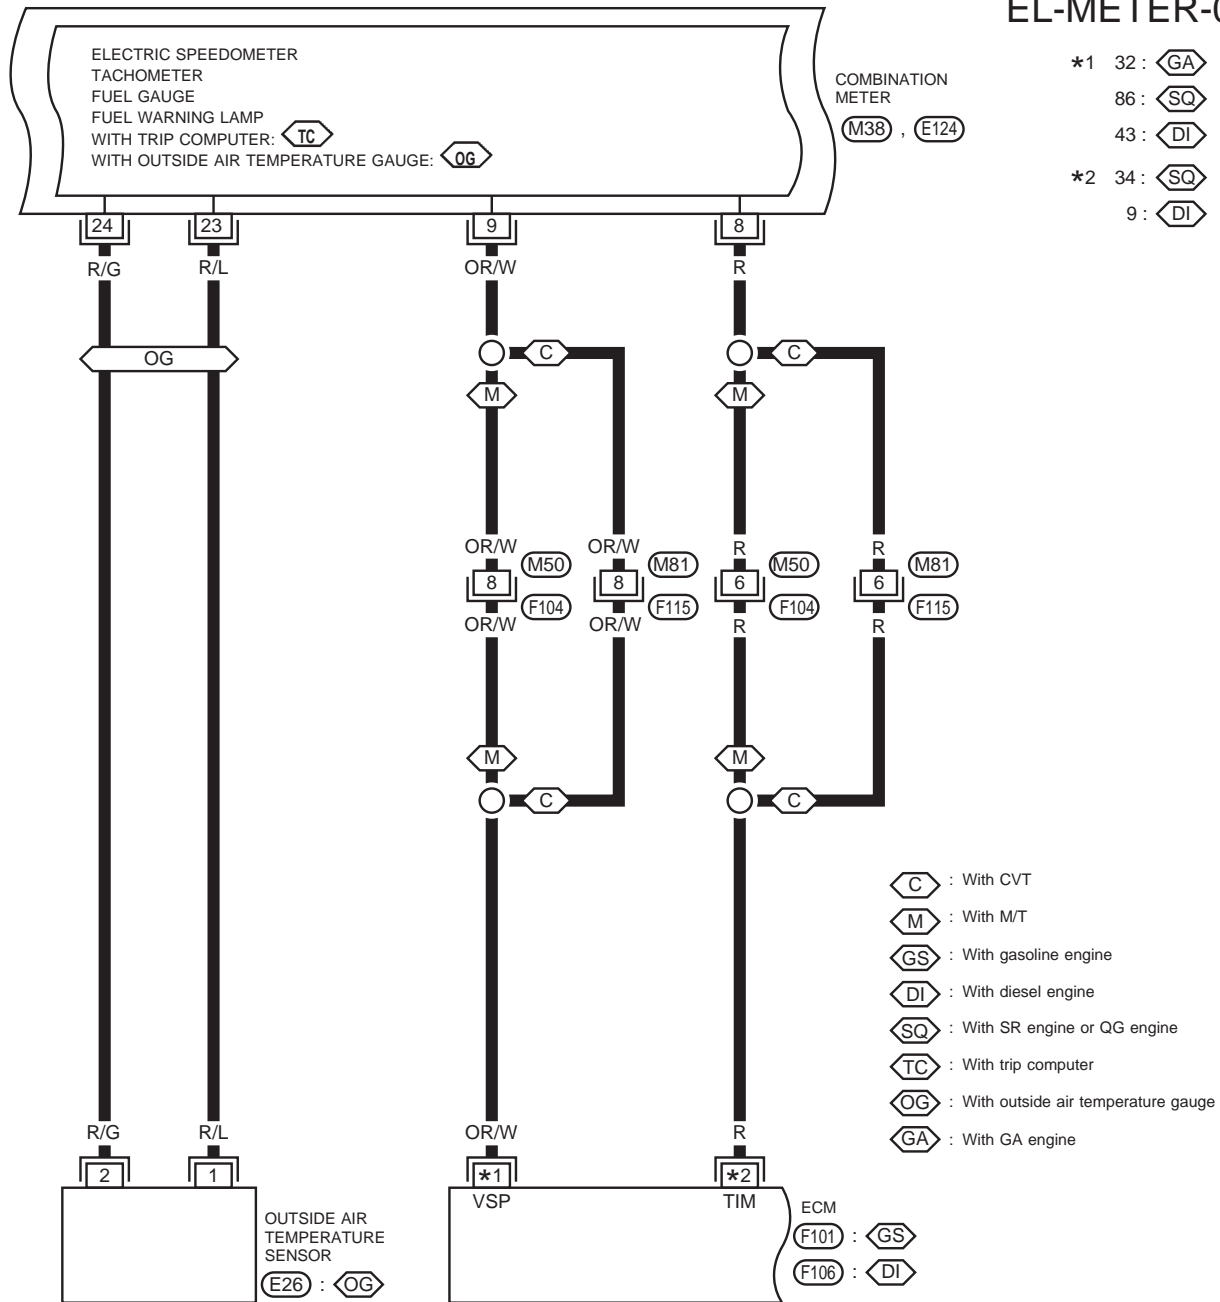 EL-METER-0
ELECTRIC SPEEDOMETER
TACHOMETER
FUEL GAUGE
FUEL WARNING LAMP
WITH TRIP COMPUTER: TC
WITH OUTSIDE AIR TEMPERATURE GAUGE: OG
COMBINATION
METER
M38 , E124
*1 32 : GA
86 : SQ
43 : DI
*2 34 : SQ
9 : DI
24 23 9 8
R/G R/L OR/W R
OG
C C
M M
OR/W OR/W R R
8 M50 8 M81 6 M50 6 M81
F104 F115 F104 F115
OR/W OR/W R R
M M
C C
C : With CVT
M : With M/T
GS : With gasoline engine
DI : With diesel engine
SQ : With SR engine or QG engine
TC : With trip computer
OG : With outside air temperature gauge
GA : With GA engine
R/G R/L OR/W R
2 1 *1 *2
VSP TIM
OUTSIDE AIR
TEMPERATURE
SENSOR
E26 : OG
ECM
F101 : GS
F106 : DI